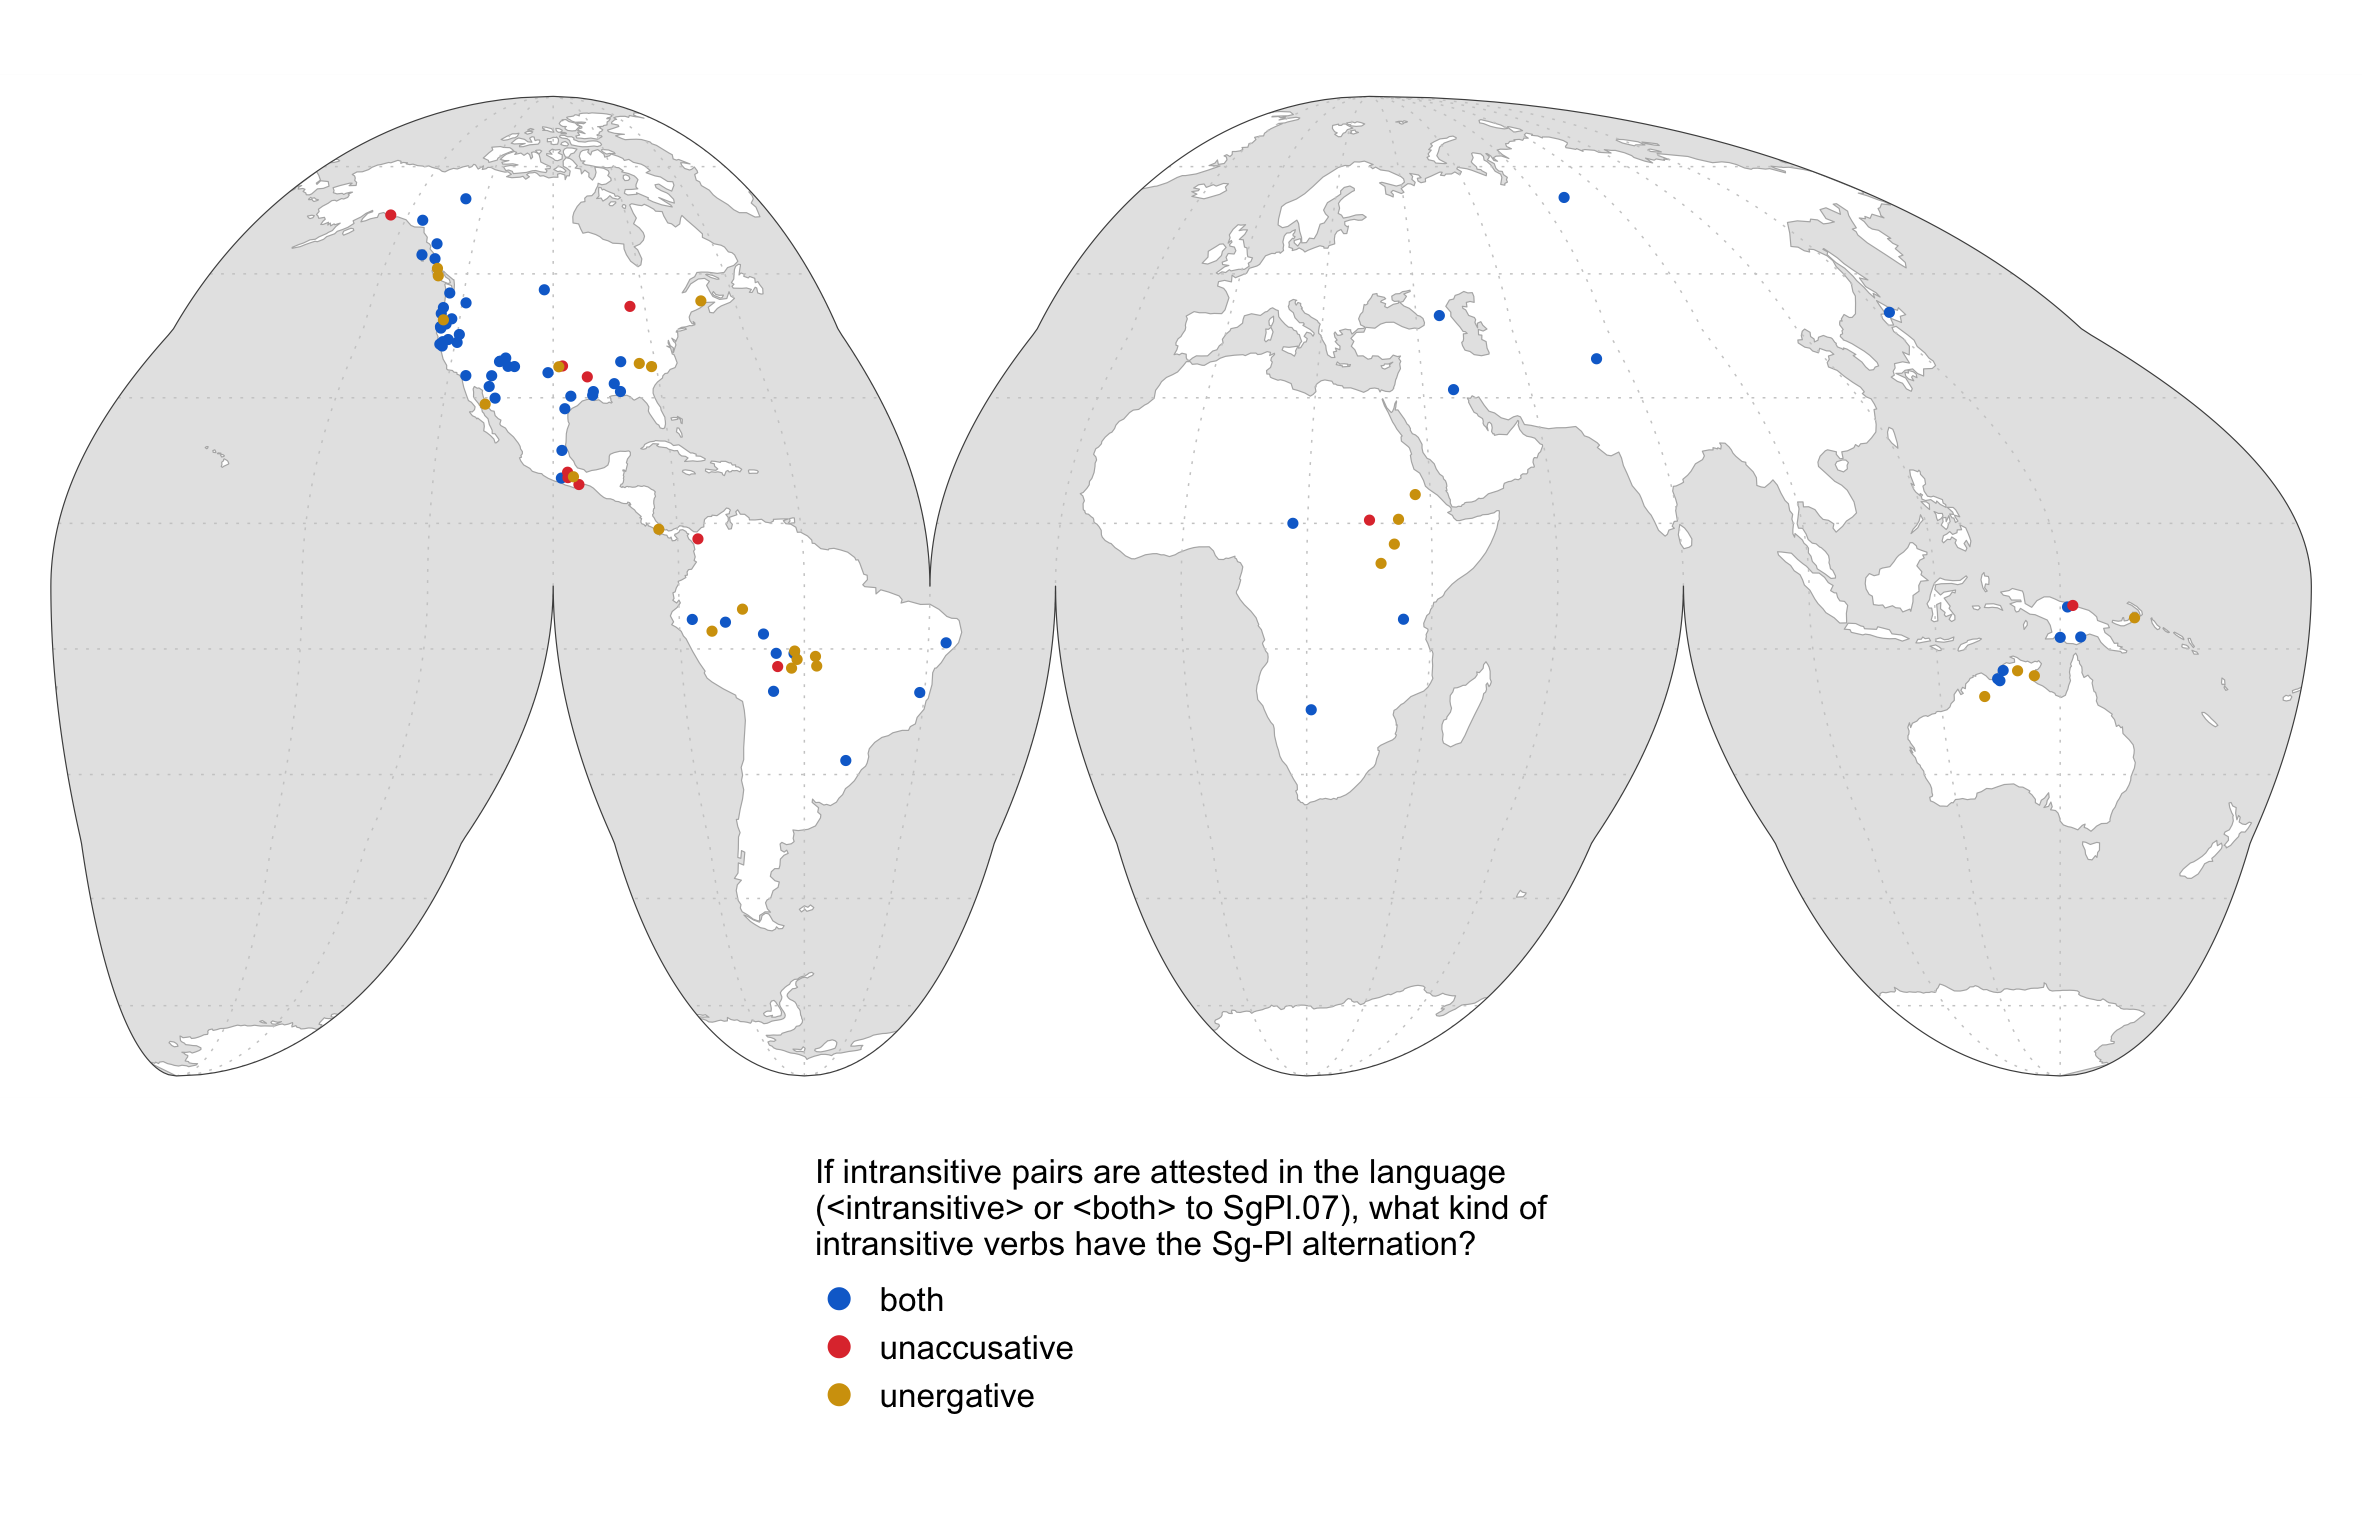 If intransitive pairs are attested in the language
(<intransitive> or <both> to SgPl.07), what kind of
intransitive verbs have the Sg-Pl alternation?
both
unaccusative
unergative